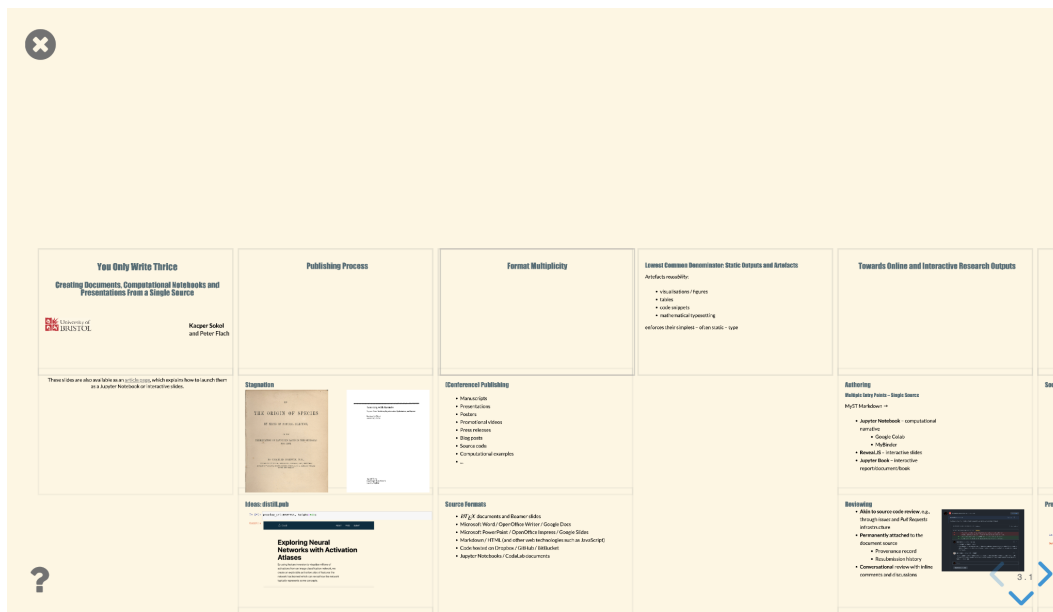 You Only Write Thrice
Creating Documents, Computational Notebooks and
Presentations From a Single Source
University of
BRISTOL
Kacper Sokol
and Peter Flach
These slides are also available as an article page, which explains how to launch them
as a Jupyter Notebook or interactive slides.
Publishing Process
Stagnation
THE ORIGIN OF SPECIES
Ideas: distill.pub
Exploring Neural
Networks with Activation
Atlases
Format Multiplicity
(Conference) Publishing
• Manuscripts
• Presentations
• Posters
• Promotional videos
• Press releases
• Blog posts
• Source code
• Computational examples
• ...
Source Formats
• LATEX documents and Beamer slides
• Microsoft Word / OpenOffice Writer / Google Docs
• Microsoft PowerPoint / OpenOffice Impress / Google Slides
• Markdown / HTML (and other web technologies such as JavaScript)
• Code hosted on Dropbox / GitHub / BitBucket
• Jupyter Notebooks / CodaLab documents
Lowest Common Denominator: Static Outputs and Artefacts
Artefacts reusability:
• visualisations / figures
• tables
• code snippets
• mathematical typesetting
enforces their simplest – often static – type
Towards Online and Interactive Research Outputs
Authoring
Multiple Entry Points – Single Source
MyST Markdown →
• Jupyter Notebook – computational
narrative
• Google Colab
• MyBinder
• Reveal.JS – interactive slides
• Jupyter Book – interactive
report/document/book
Reviewing
• Akin to source code review, e.g.,
through Issues and Pull Requests
infrastructure
• Permanently attached to the
document source
• Provenance record
• Resubmission history
• Conversational review with inline
comments and discussions
Sou
Pre
?
3.1